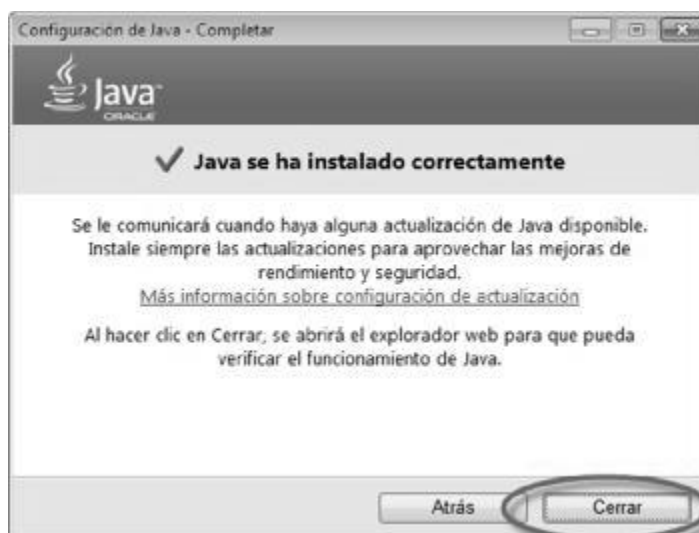 Configuración de Java - Completar
Java
ORACLE
Java se ha instalado correctamente
Se le comunicará cuando haya alguna actualización de Java disponible.
Instale siempre las actualizaciones para aprovechar las mejoras de
rendimiento y seguridad.
Más información sobre configuración de actualización
Al hacer clic en Cerrar, se abrirá el explorador web para que pueda
verificar el funcionamiento de Java.
Atrás
Cerrar